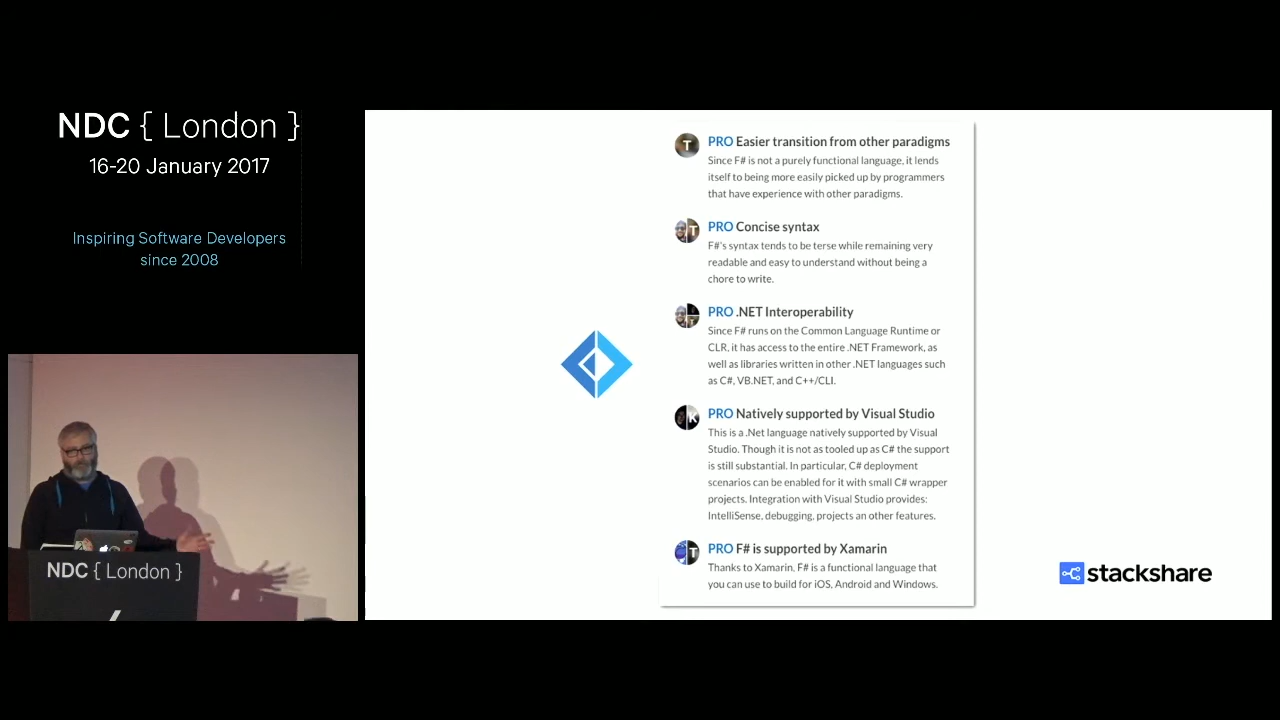 NDC { London }
16-20 January 2017
Inspiring Software Developers
since 2008
NDC { London }
T
PRO Easier transition from other paradigms
Since F# is not a purely functional language, it lends
itself to being more easily picked up by programmers
that have experience with other paradigms.
T
PRO Concise syntax
F#'s syntax tends to be terse while remaining very
readable and easy to understand without being a
chore to write.
T
PRO .NET Interoperability
Since F# runs on the Common Language Runtime or
CLR, it has access to the entire .NET Framework, as
well as libraries written in other .NET languages such
as C#, VB.NET, and C++/CLI.
K
PRO Natively supported by Visual Studio
This is a .Net language natively supported by Visual
Studio. Though it is not as tooled up as C# the support
is still substantial. In particular, C# deployment
scenarios can be enabled for it with small C# wrapper
projects. Integration with Visual Studio provides:
IntelliSense, debugging, projects an other features.
T
PRO F# is supported by Xamarin
Thanks to Xamarin, F# is a functional language that
you can use to build for iOS, Android and Windows.
stackshare